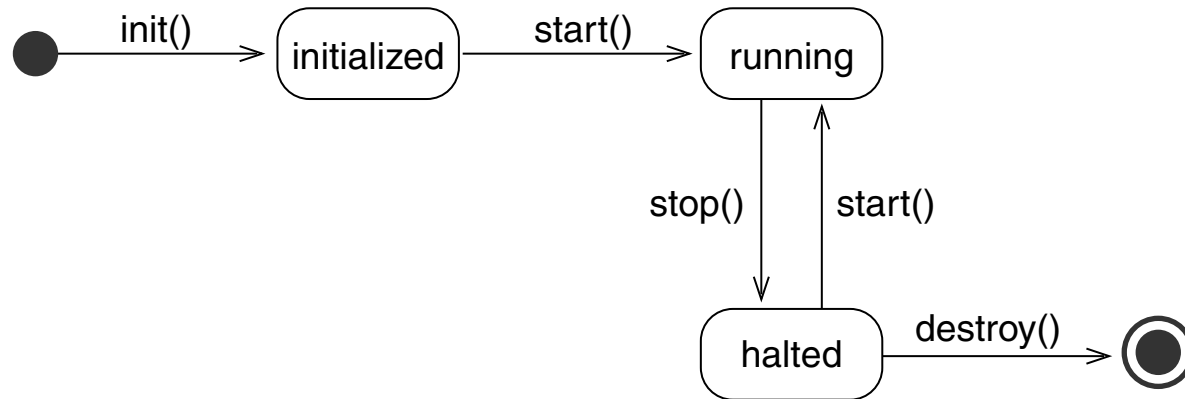 init()
initialized
start()
running
stop()
start()
halted
destroy()